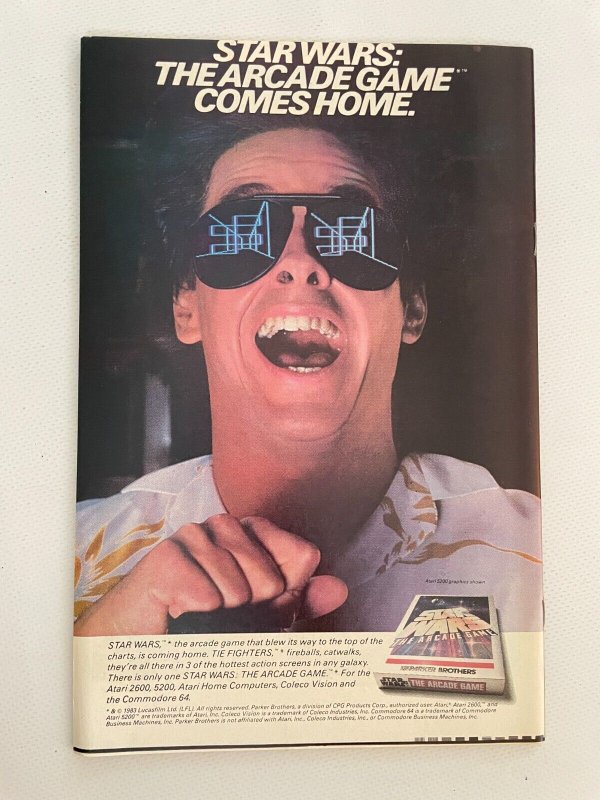 STAR WARS:
THE ARCADE GAME℠™
COMES HOME.
Atari 5200 graphics shown
STAR WARS,™* the arcade game that blew its way to the top of the
charts, is coming home. TIE FIGHTERS,™* fireballs, catwalks,
they're all there in 3 of the hottest action screens in any galaxy.
There is only one STAR WARS: THE ARCADE GAME.™* For the
Atari 2600, 5200, Atari Home Computers, Coleco Vision and
the Commodore 64.
STAR
WARS
THE ARCADE GAME
PARKER BROTHERS
STAR
WARS THE ARCADE GAME
* & © 1983 Lucasfilm Ltd. (LFL). All rights reserved. Parker Brothers, a division of CPG Products Corp., authorized user. Atari,® Atari 2600,™ and
Atari 5200™ are trademarks of Atari, Inc. Coleco Vision is a trademark of Coleco Industries, Inc. Commodore 64 is a trademark of Commodore
Business Machines, Inc. Parker Brothers is not affiliated with Atari, Inc., Coleco Industries, Inc., or Commodore Business Machines, Inc.